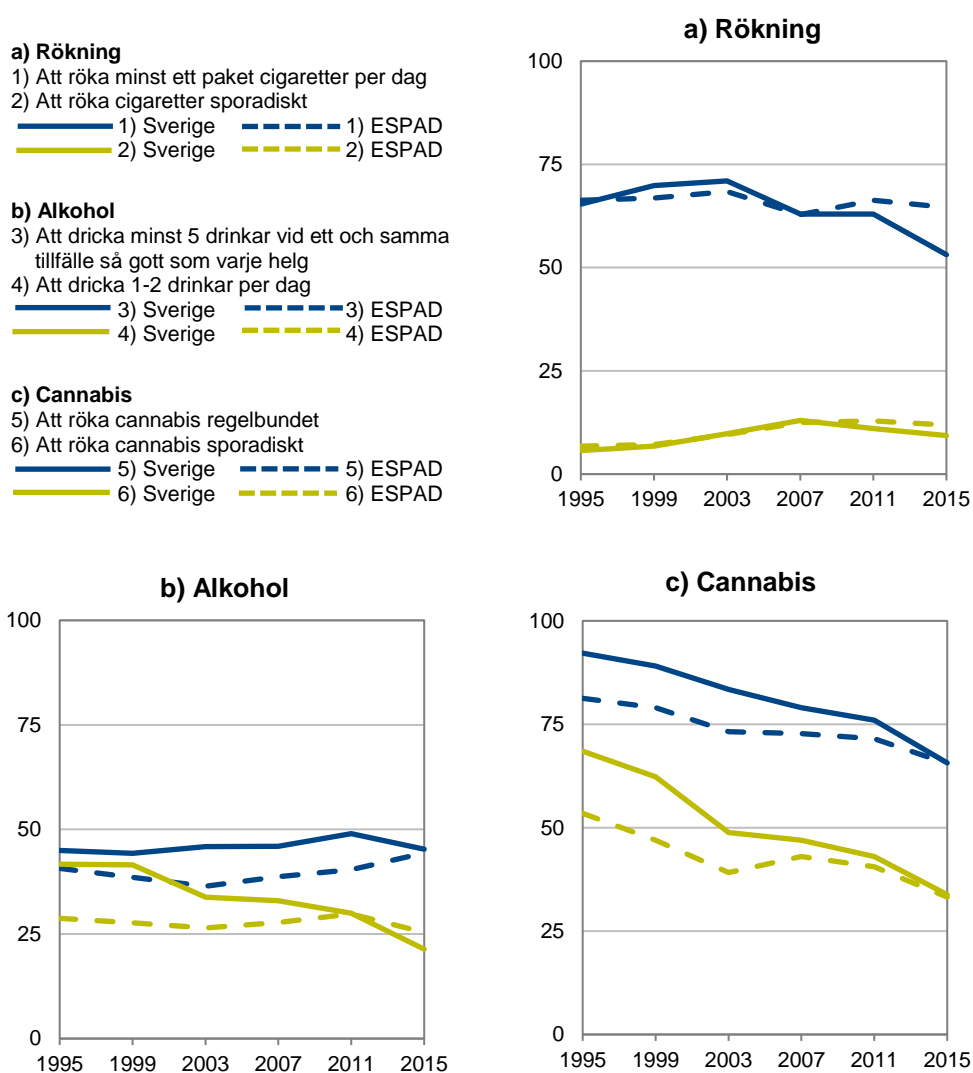 a) Rökning
1) Att röka minst ett paket cigaretter per dag
2) Att röka cigaretter sporadiskt
1) Sverige 1) ESPAD
2) Sverige 2) ESPAD
b) Alkohol
3) Att dricka minst 5 drinkar vid ett och samma
tillfälle så gott som varje helg
4) Att dricka 1-2 drinkar per dag
3) Sverige 3) ESPAD
4) Sverige 4) ESPAD
c) Cannabis
5) Att röka cannabis regelbundet
6) Att röka cannabis sporadiskt
5) Sverige 5) ESPAD
6) Sverige 6) ESPAD
a) Rökning
100
75
50
25
0
1995 1999 2003 2007 2011 2015
b) Alkohol
100
75
50
25
0
1995 1999 2003 2007 2011 2015
c) Cannabis
100
75
50
25
0
1995 1999 2003 2007 2011 2015